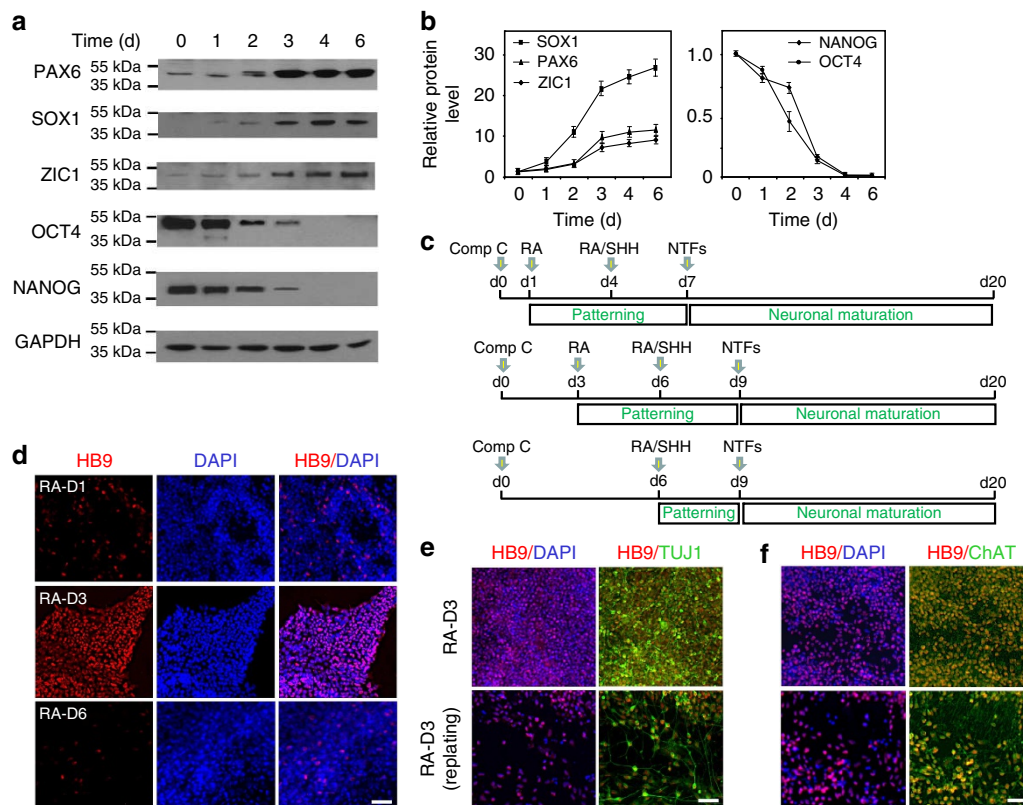 a
Time (d) 0 1 2 3 4 6
PAX6 55 kDa 35 kDa
SOX1 55 kDa 35 kDa
ZIC1 55 kDa 35 kDa
OCT4 55 kDa 35 kDa
NANOG 55 kDa 35 kDa
GAPDH 55 kDa 35 kDa
b
Relative protein level
30
20
10
0
SOX1
PAX6
ZIC1
0 1 2 3 4 6
Time (d)
1.0
0.5
0
NANOG
OCT4
0 1 2 3 4 6
Time (d)
c
Comp C RA RA/SHH NTFs
d0 d1 d4 d7 d20
Patterning Neuronal maturation
Comp C RA RA/SHH NTFs
d0 d3 d6 d9 d20
Patterning Neuronal maturation
Comp C RA/SHH NTFs
d0 d6 d9 d20
Patterning Neuronal maturation
d
HB9 DAPI HB9/DAPI
RA-D1
RA-D3
RA-D6
e
HB9/DAPI HB9/TUJ1
RA-D3
RA-D3 (replating)
f
HB9/DAPI HB9/ChAT